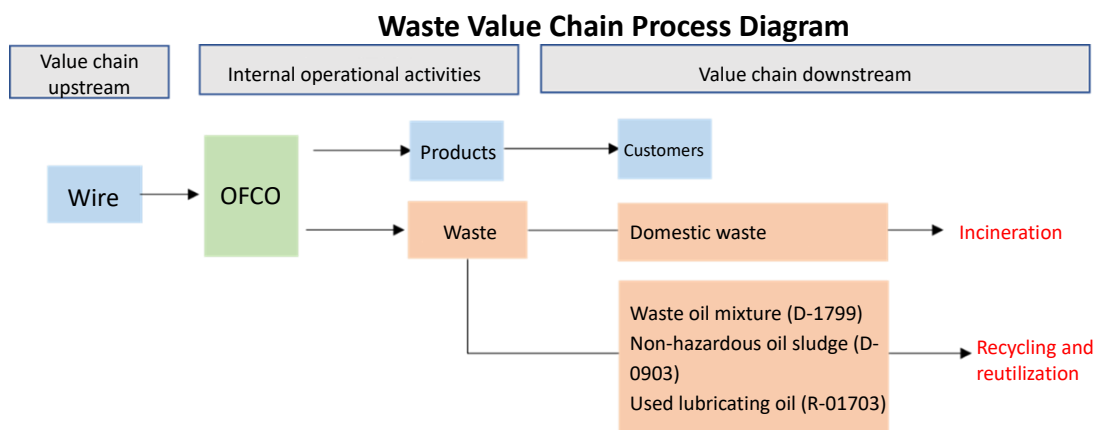 Waste Value Chain Process Diagram
Value chain
upstream
Internal operational activities
Value chain downstream
Wire
OFCO
Products
Customers
Waste
Domestic waste
Incineration
Waste oil mixture (D-1799)
Non-hazardous oil sludge (D-
0903)
Used lubricating oil (R-01703)
Recycling and
reutilization